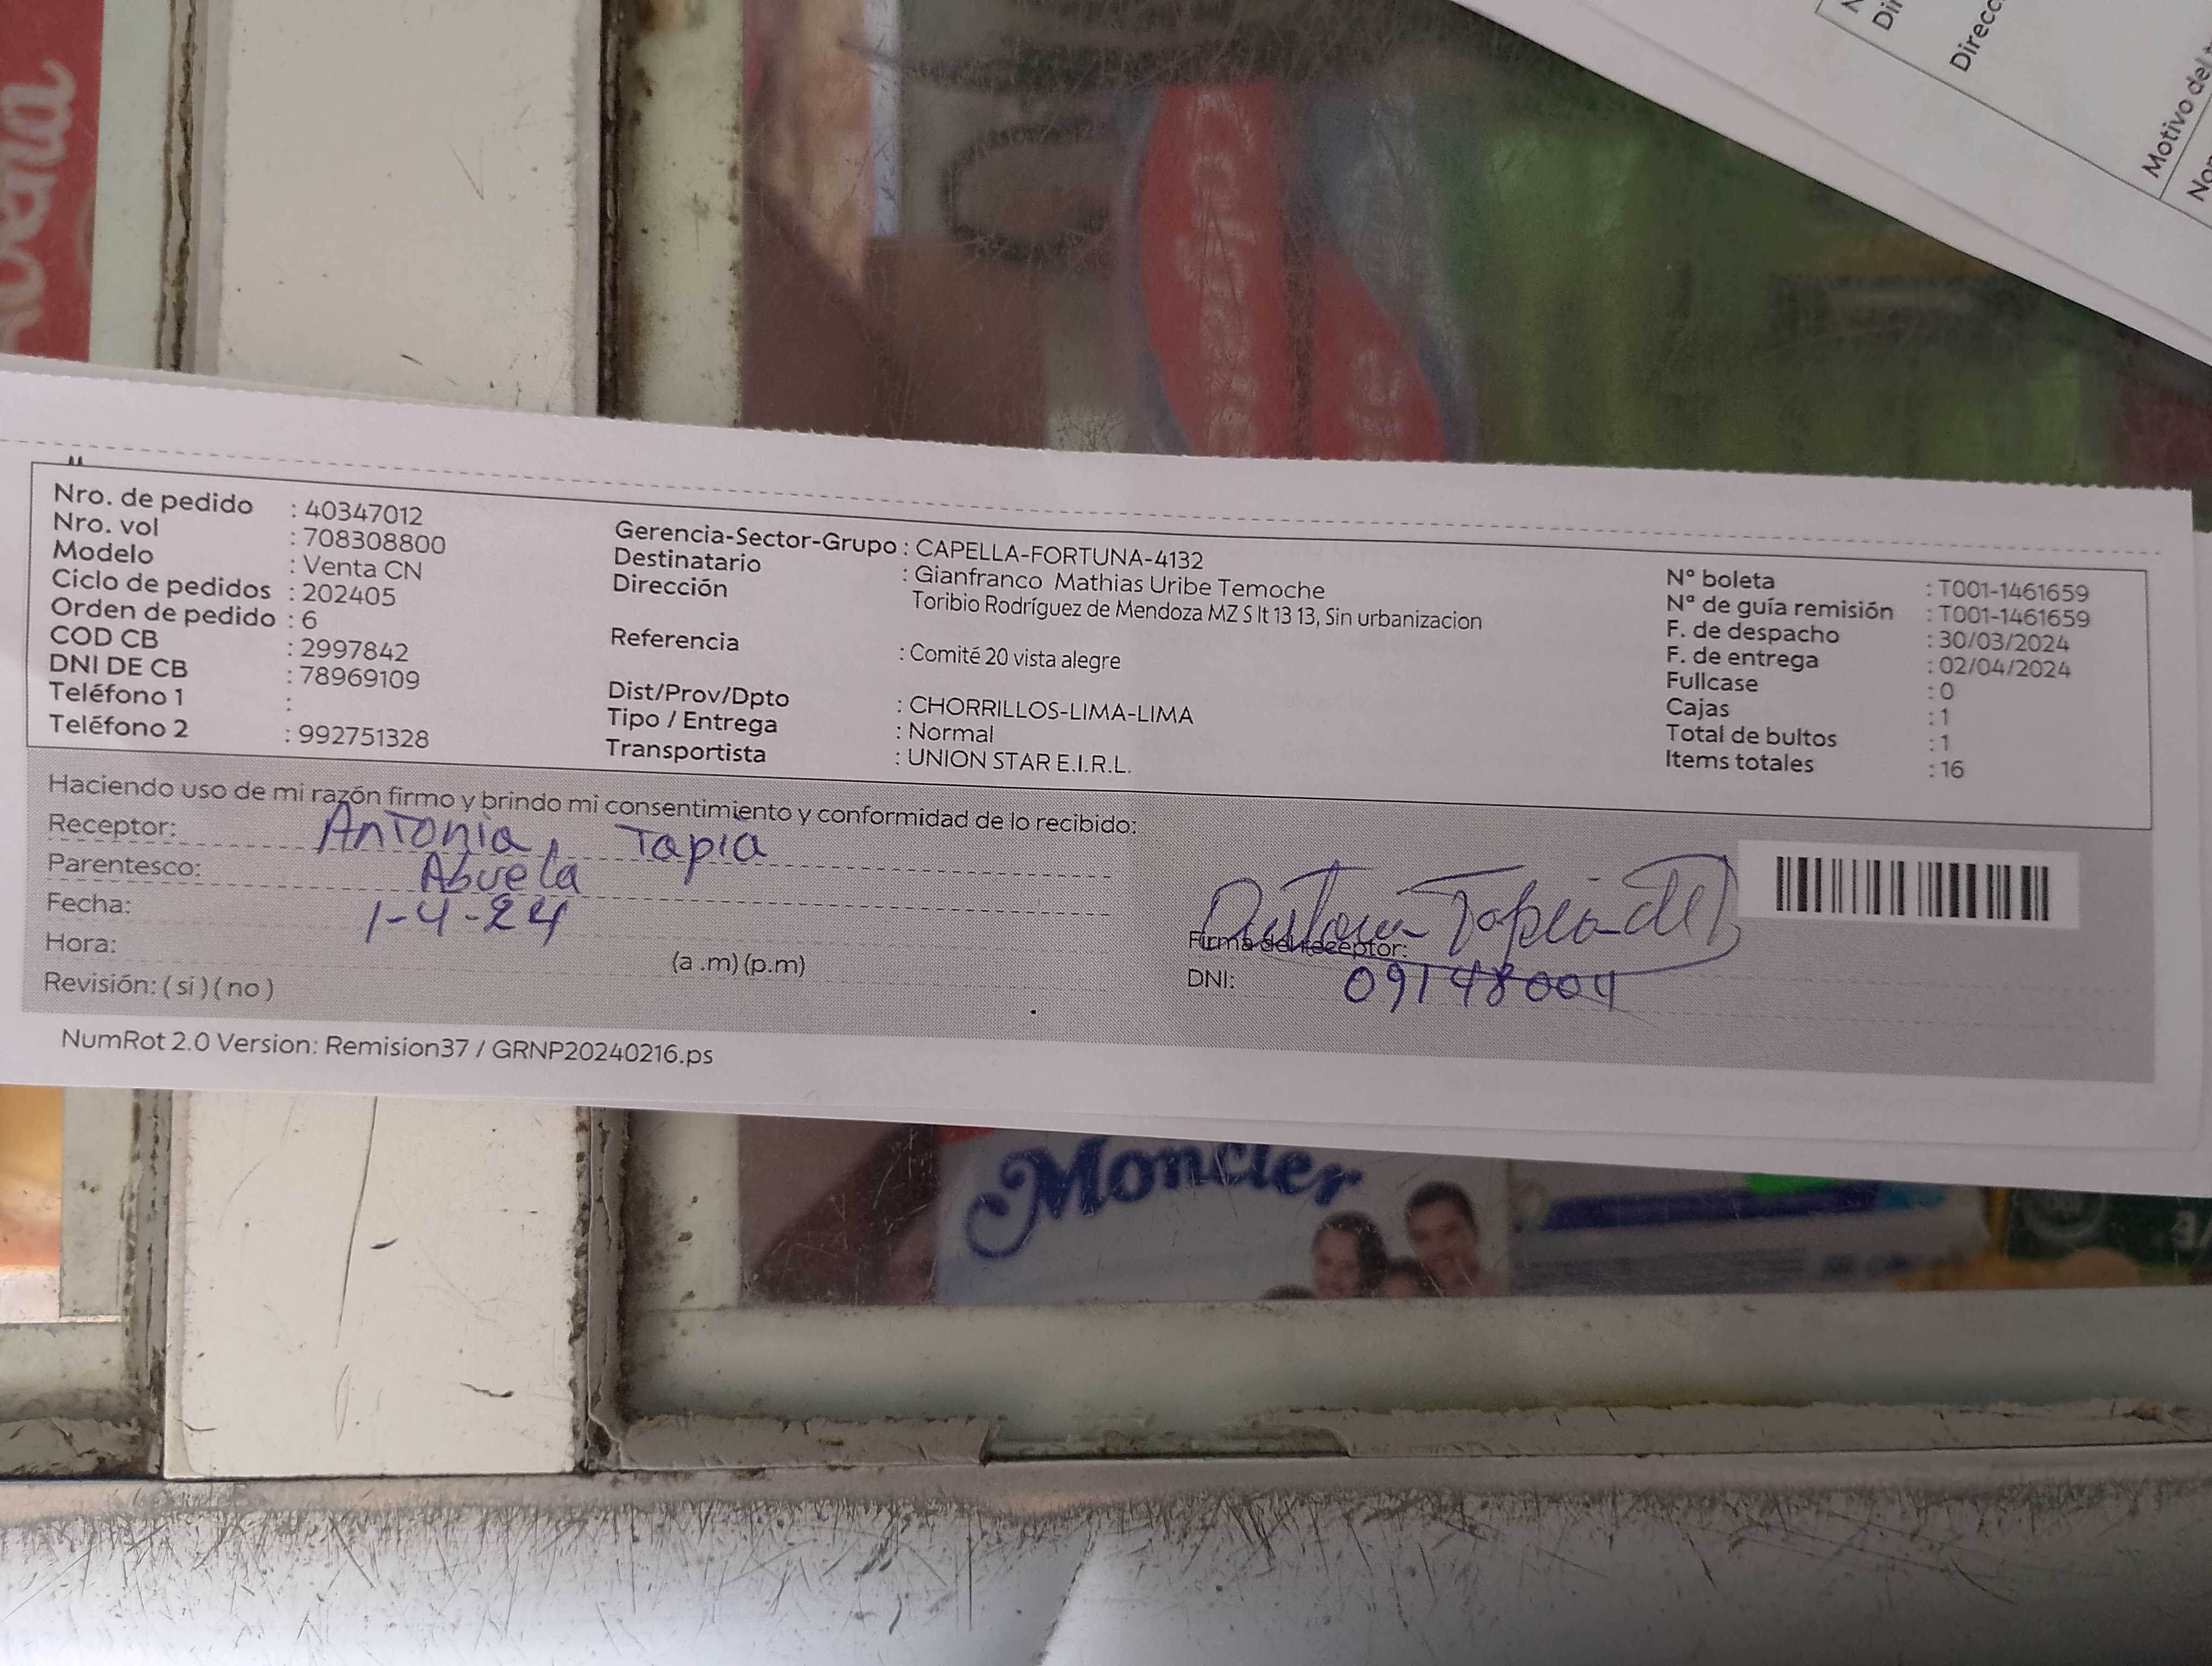 Nro. de pedido : 40347012
Nro. vol : 708308800
Modelo : Venta CN
Ciclo de pedidos : 202405
Orden de pedido : 6
COD CB : 2997842
DNI DE CB : 78969109
Teléfono 1 :
Teléfono 2 : 992751328
Gerencia-Sector-Grupo : CAPELLA-FORTUNA-4132
Destinatario : Gianfranco Mathias Uribe Temoche
Dirección Toribio Rodríguez de Mendoza MZ S lt 13 13, Sin urbanizacion
Referencia : Comité 20 vista alegre
Dist/Prov/Dpto : CHORRILLOS-LIMA-LIMA
Tipo / Entrega : Normal
Transportista : UNION STAR E.I.R.L.
N° boleta : T001-1461659
N° de guía remisión : T001-1461659
F. de despacho : 30/03/2024
F. de entrega : 02/04/2024
Fullcase : 0
Cajas : 1
Total de bultos : 1
Items totales : 16
Haciendo uso de mi razón firmo y brindo mi consentimiento y conformidad de lo recibido:
Receptor: Antonia Tapia
Parentesco: Abuela
Fecha: 1-4-24
Hora: (a .m) (p.m)
Revisión: ( si ) ( no )
Firma del receptor:
DNI: 09148004
NumRot 2.0 Version: Remision37 / GRNP20240216.ps
Moncler
Direcc
Motivo del